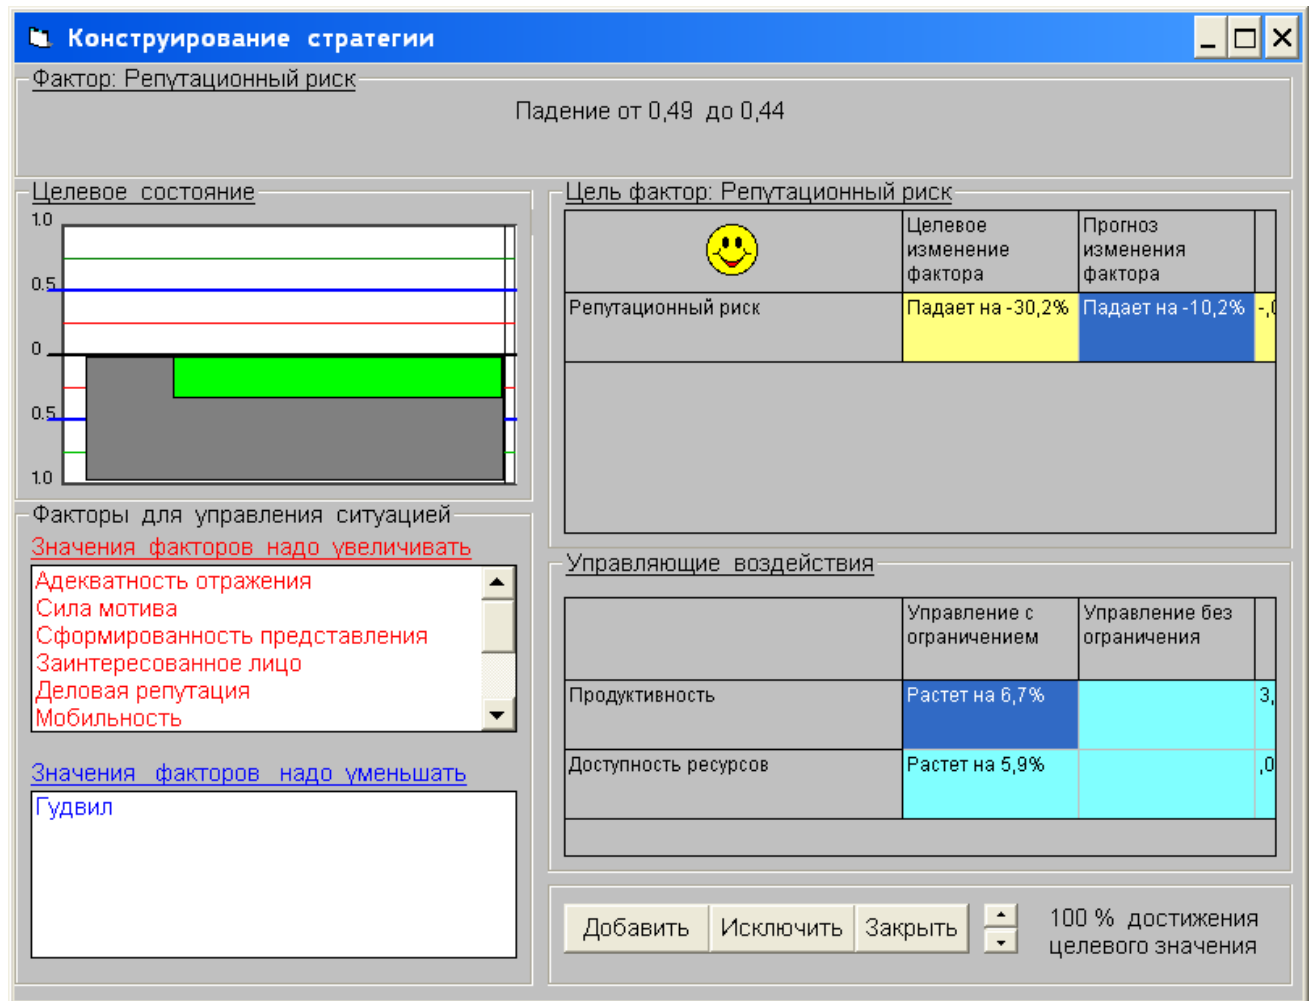 Конструирование стратегии
Фактор: Репутационный риск
Падение от 0,49 до 0,44
Целевое состояние
1.0
0.5
0
0.5
1.0
Факторы для управления ситуацией
Значения факторов надо увеличивать
Адекватность отражения
Сила мотива
Сформированность представления
Заинтересованное лицо
Деловая репутация
Мобильность
Значения факторов надо уменьшать
Гудвил
Цель фактор: Репутационный риск
Целевое
изменение
фактора
Прогноз
изменения
фактора
Репутационный риск
Падает на -30,2%
Падает на -10,2%
-,0
Управляющие воздействия
Управление с
ограничением
Управление без
ограничения
Продуктивность
Растет на 6,7%
3,
Доступность ресурсов
Растет на 5,9%
,0
Добавить
Исключить
Закрыть
100 % достижения
целевого значения